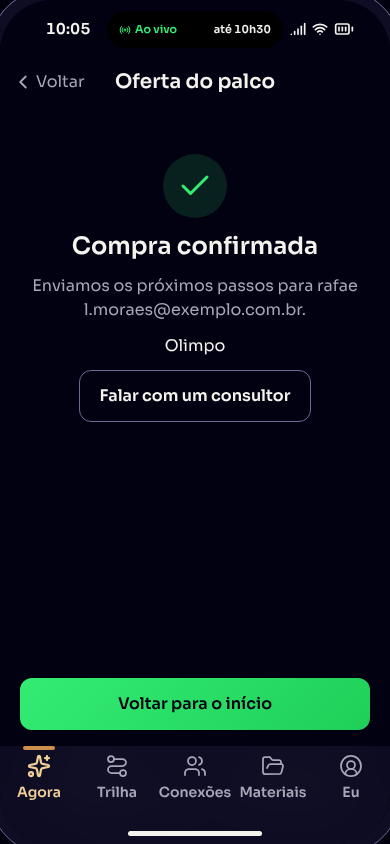 10:05
Ao vivo
até 10h30
Voltar
Oferta do palco
Compra confirmada
Enviamos os próximos passos para rafae
l.moraes@exemplo.com.br.
Olimpo
Falar com um consultor
Voltar para o início
Agora
Trilha
Conexões
Materiais
Eu